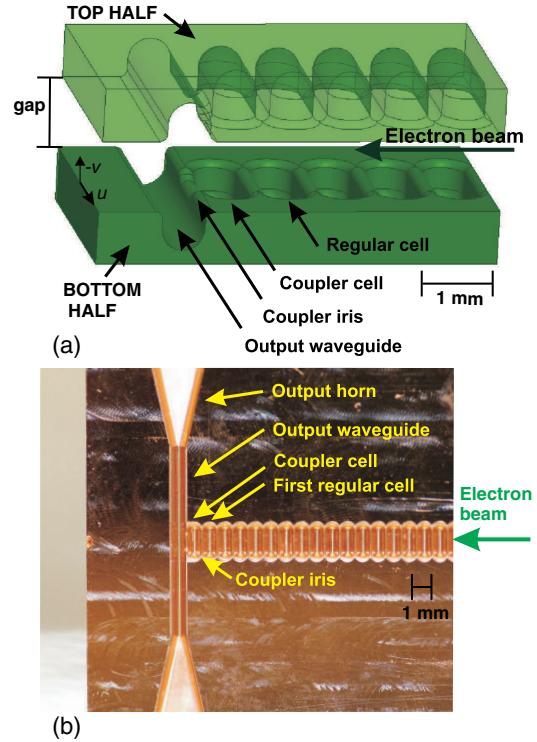 TOP HALF
gap
Electron beam
-v
u
Regular cell
Coupler cell
1 mm
BOTTOM
HALF
Coupler iris
Output waveguide
(a)
Output horn
Output waveguide
Coupler cell
First regular cell
Electron
beam
Coupler iris
1 mm
(b)